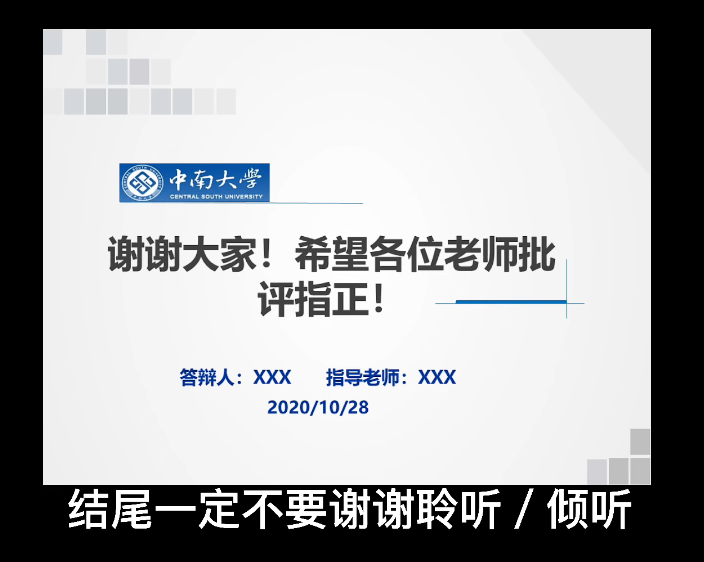 中南大学
CENTRAL SOUTH UNIVERSITY
谢谢大家！希望各位老师批
评指正！
答辩人：XXX 指导老师：XXX
2020/10/28
结尾一定不要谢谢聆听 / 倾听